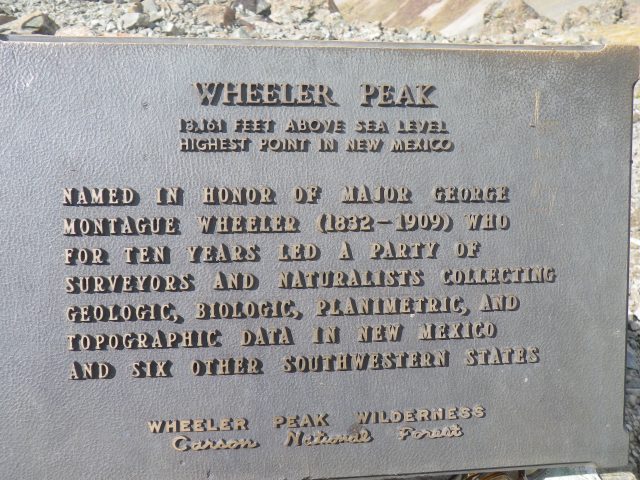 WHEELER PEAK
13,161 FEET ABOVE SEA LEVEL
HIGHEST POINT IN NEW MEXICO
NAMED IN HONOR OF MAJOR GEORGE
MONTAGUE WHEELER (1832-1909) WHO
FOR TEN YEARS LED A PARTY OF
SURVEYORS AND NATURALISTS COLLECTING
GEOLOGIC, BIOLOGIC, PLANIMETRIC, AND
TOPOGRAPHIC DATA IN NEW MEXICO
AND SIX OTHER SOUTHWESTERN STATES
WHEELER PEAK WILDERNESS
Carson National Forest